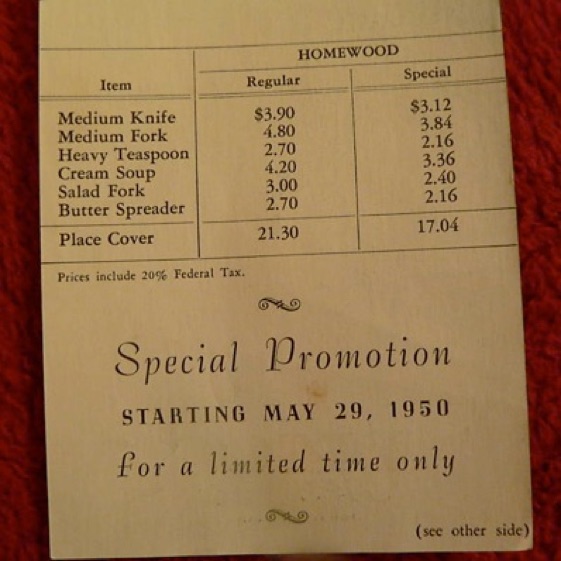 HOMEWOOD
Item Regular Special
Medium Knife $3.90 $3.12
Medium Fork 4.80 3.84
Heavy Teaspoon 2.70 2.16
Cream Soup 4.20 3.36
Salad Fork 3.00 2.40
Butter Spreader 2.70 2.16
Place Cover 21.30 17.04
Prices include 20% Federal Tax.
Special Promotion
STARTING MAY 29, 1950
for a limited time only
(see other side)